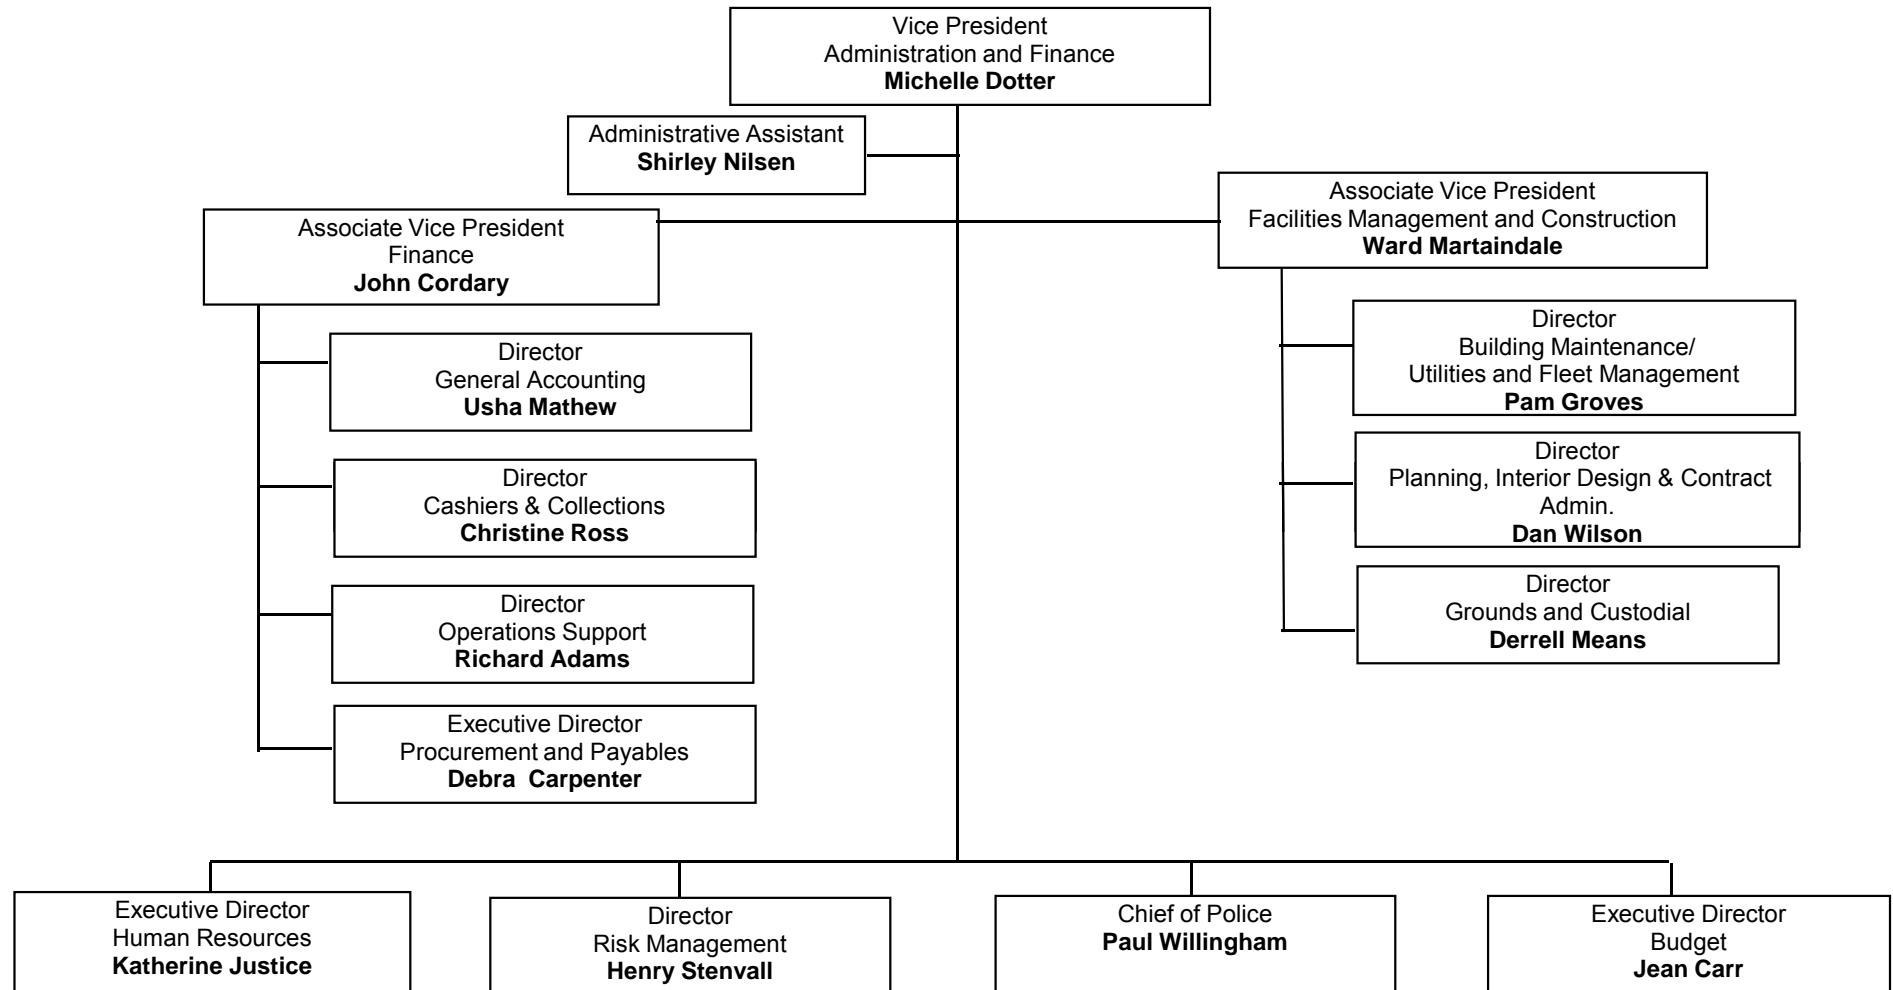 Vice President
Administration and Finance
Michelle Dotter
Administrative Assistant
Shirley Nilsen
Associate Vice President
Facilities Management and Construction
Ward Martaindale
Associate Vice President
Finance
John Cordary
Director
General Accounting
Usha Mathew
Director
Cashiers & Collections
Christine Ross
Director
Operations Support
Richard Adams
Executive Director
Procurement and Payables
Debra  Carpenter
Director
Building Maintenance/
Utilities and Fleet Management
Pam Groves
Director
Planning, Interior Design & Contract
Admin.
Dan Wilson
Director
Grounds and Custodial
Derrell Means
Executive Director
Human Resources
Katherine Justice
Director
Risk Management
Henry Stenvall
Chief of Police
Paul Willingham
Executive Director
Budget
Jean Carr